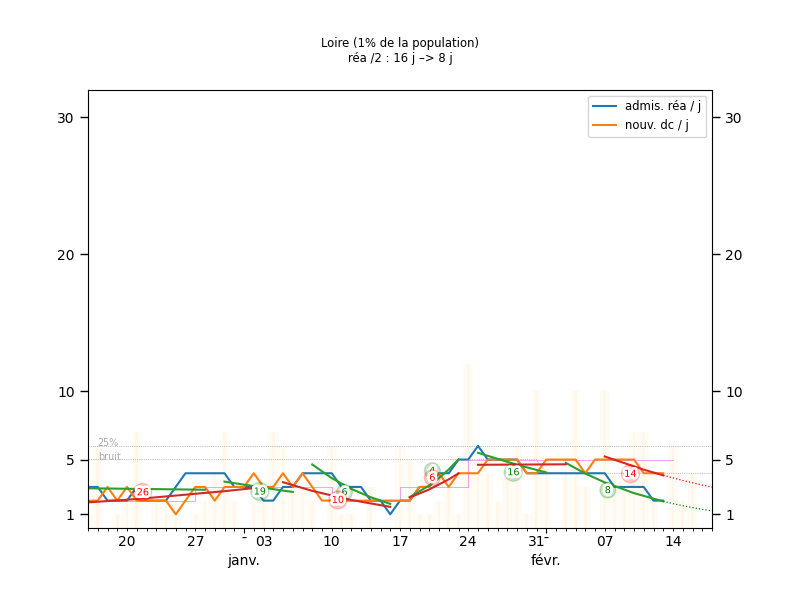 Loire (1% de la population)
réa /2 : 16 j –> 8 j
admis. réa / j
nouv. dc / j
30 30
20 20
10 10
25%
bruit
5 5
4
6
16
14
26
19
6
10
8
1 1
20 27 - 03 10 17 24 31- 07 14
janv. févr.